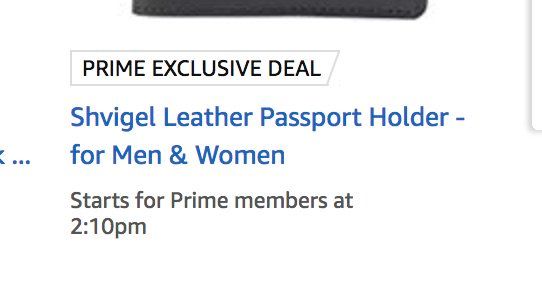 PRIME EXCLUSIVE DEAL
Shvigel Leather Passport Holder -
... for Men & Women
Starts for Prime members at
2:10pm